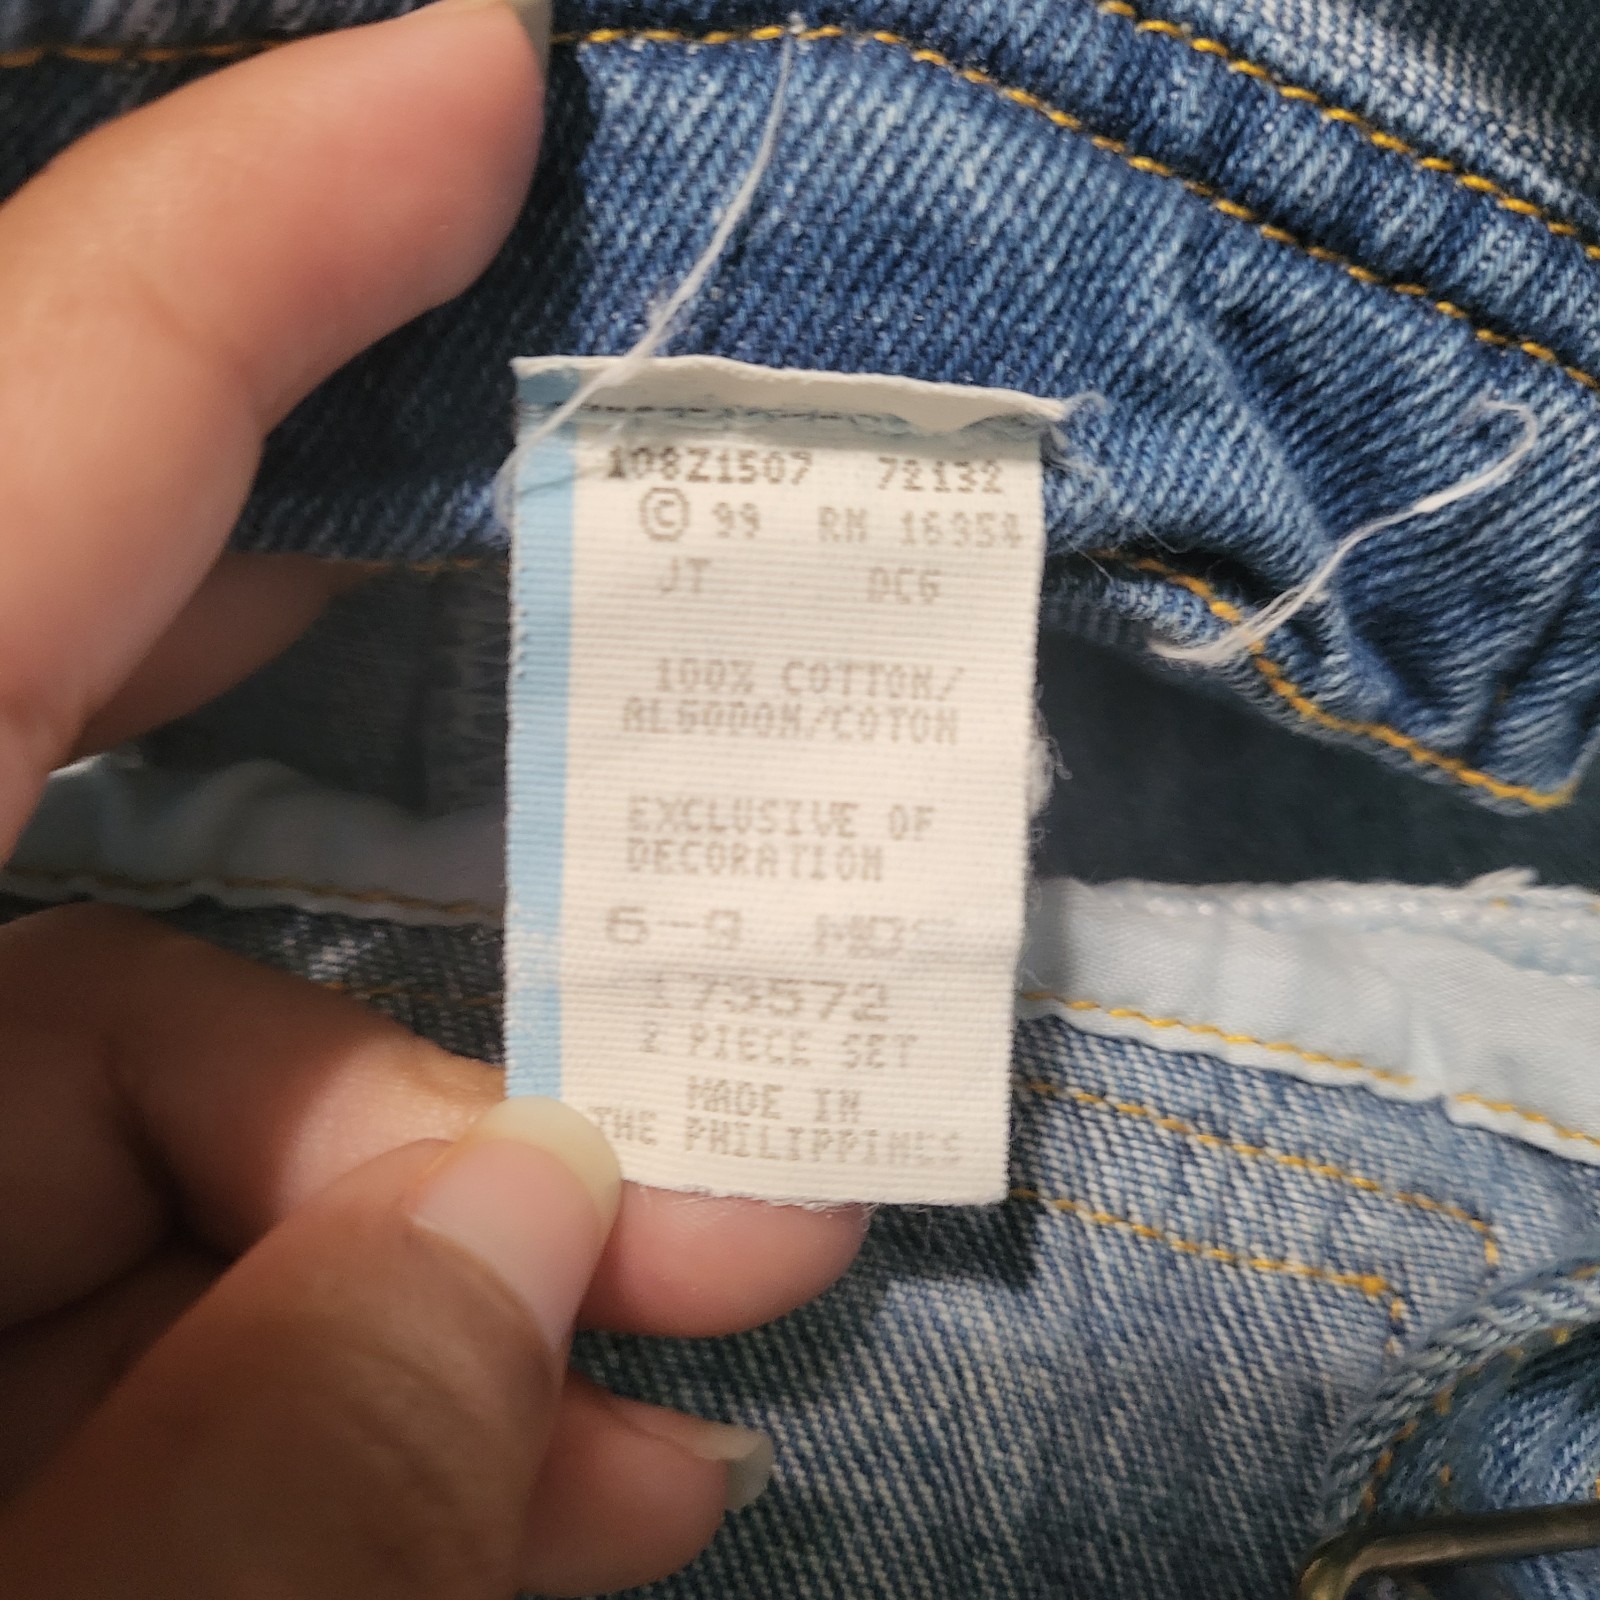 108Z1507 72132
© 99 RN 16954
JT DCG
100% COTTON/
ALGODON/COTON
EXCLUSIVE OF
DECORATION
6-9 MOS
173572
2 PIECE SET
MADE IN
THE PHILIPPINES